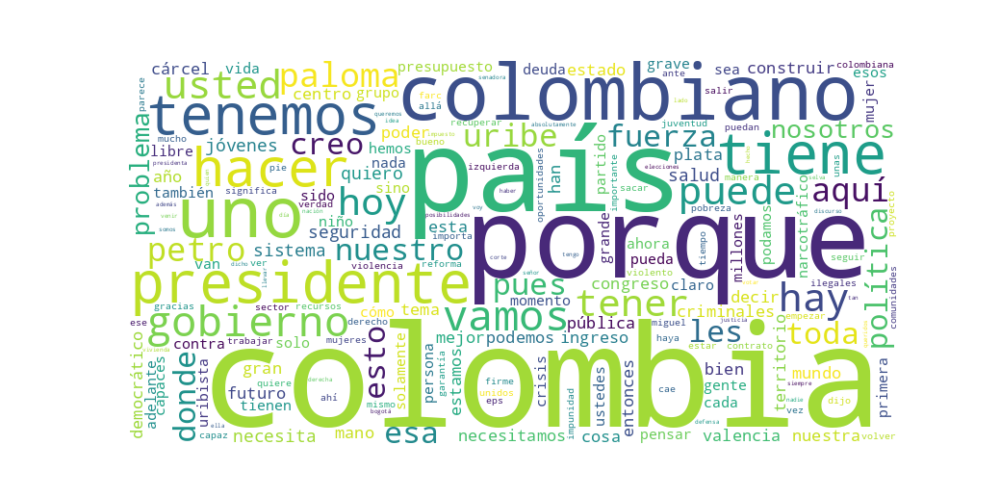 cárcel vida
usted
paloma
presupuesto
colombiano
deuda estado
grave
ante
sea construir
colombiana
esos
parece
senadora
farc
allá
salir
mujer
problema
tenemos
centro grupo
poder
uribe
fuerza
juventud
puedan
nosotros
mucho
libre
jóvenes
creo
hemos
bueno
país
izquierda
partido
plata
tiene
idea
queremos
absolutamente
recuperar
impuesto
lado
elecciones
manera
unas
presidenta
año
hacer
quiero
nada
han
oportunidades
importante
sacar
salud
puede
aquí
también
significa
pie
sino
haber
pobreza
proyecto
además
uno
sido
verdad
hoy
niño
esta
importa
posibilidades
porque
grande
narcotráfico
política
discurso
venir
día
nación
seguridad
petro
sistema
nuestro
ahora
tiempo
podamos
somos
van
dicho
ver
violencia
reforma
pues
corte
tengo
congreso
pueda
violento
claro
millones
seguir
ilegales
tan
presidente
gracias
sector
recursos
cómo
tema
vamos
momento
señor
tener
criminales
decir
hay
comunidades
gobierno
ese
contra
trabajar
solo
derecho
mujeres
esto
solamente
mejor
podemos
pública
ingreso
miguel
haya
les
justicia
estar
contrato
empezar
toda
democrático
adelante
capaces
donde
uribista
gran
futuro
quiere
tienen
derecha
ahí
colombia
persona
garantía
estamos
firme
unidos
eps
crisis
ustedes
entonces
cae
bien
gente
cada
territorio
mundo
siempre
nadie
vez
dijo
primera
capaz
ella
bogotá
necesita
mano
esa
voy
necesitamos
impunidad
cosa
pensar
defensa
valencia
nuestra
volver